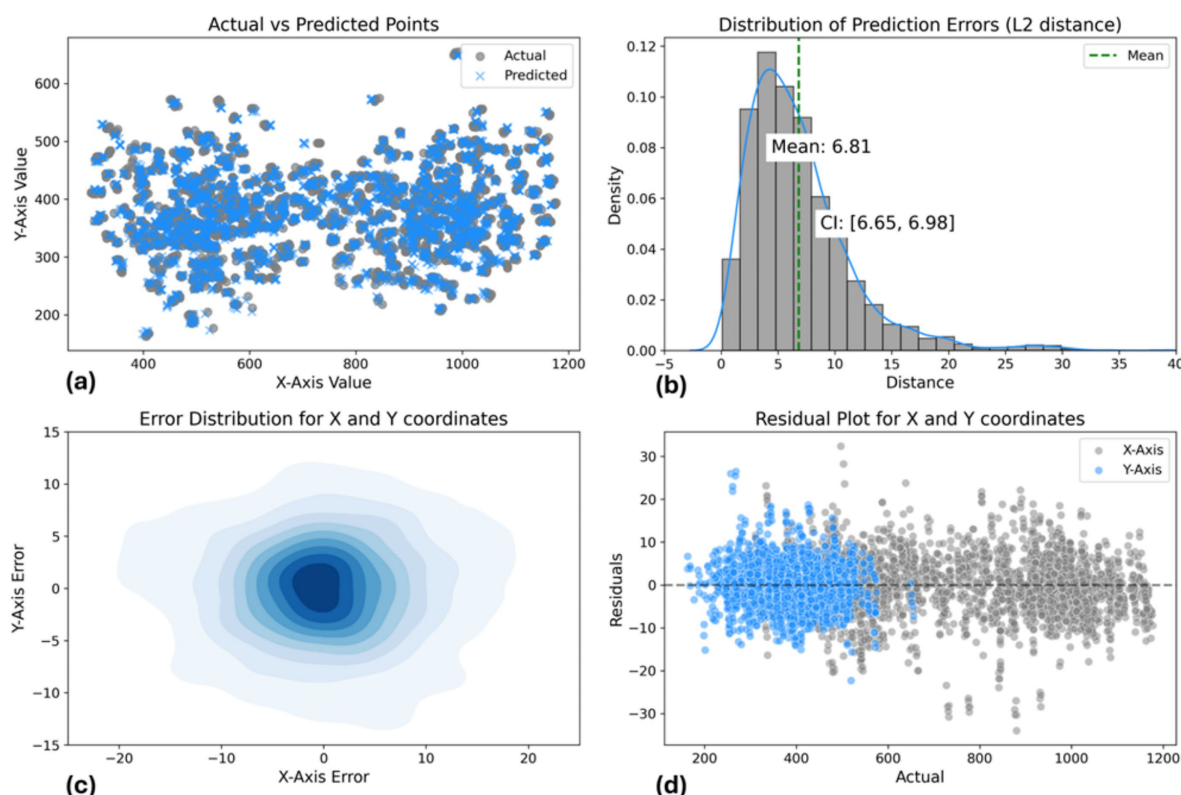 Actual vs Predicted Points
Actual
Predicted
600
500
400
300
200
Y-Axis Value
400 600 800 1000 1200
X-Axis Value
(a)
Distribution of Prediction Errors (L2 distance)
Mean
0.12
0.10
0.08
0.06
0.04
0.02
0.00
Density
Mean: 6.81
CI: [6.65, 6.98]
−5 0 5 10 15 20 25 30 35 40
Distance
(b)
Error Distribution for X and Y coordinates
15
10
5
0
−5
−10
−15
Y-Axis Error
−20 −10 0 10 20
X-Axis Error
(c)
Residual Plot for X and Y coordinates
X-Axis
Y-Axis
30
20
10
0
−10
−20
−30
Residuals
200 400 600 800 1000 1200
Actual
(d)